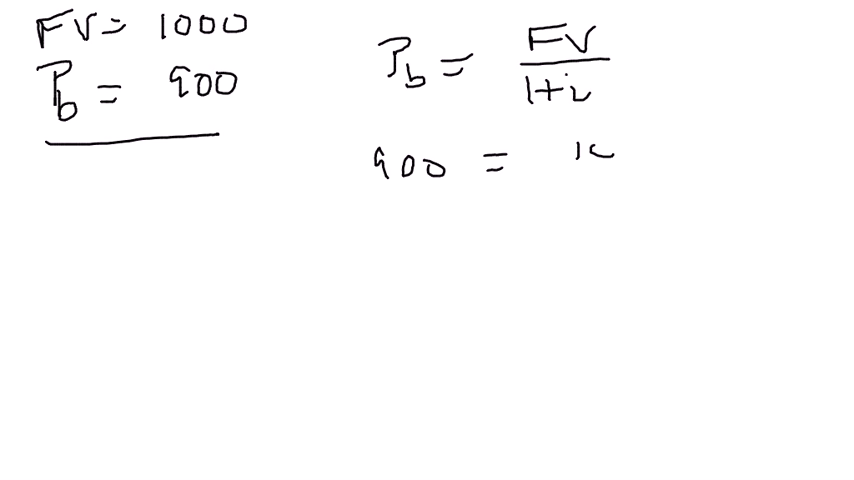 FV = 1000
P_b = 900
P_b = FV / 1+i
900 =